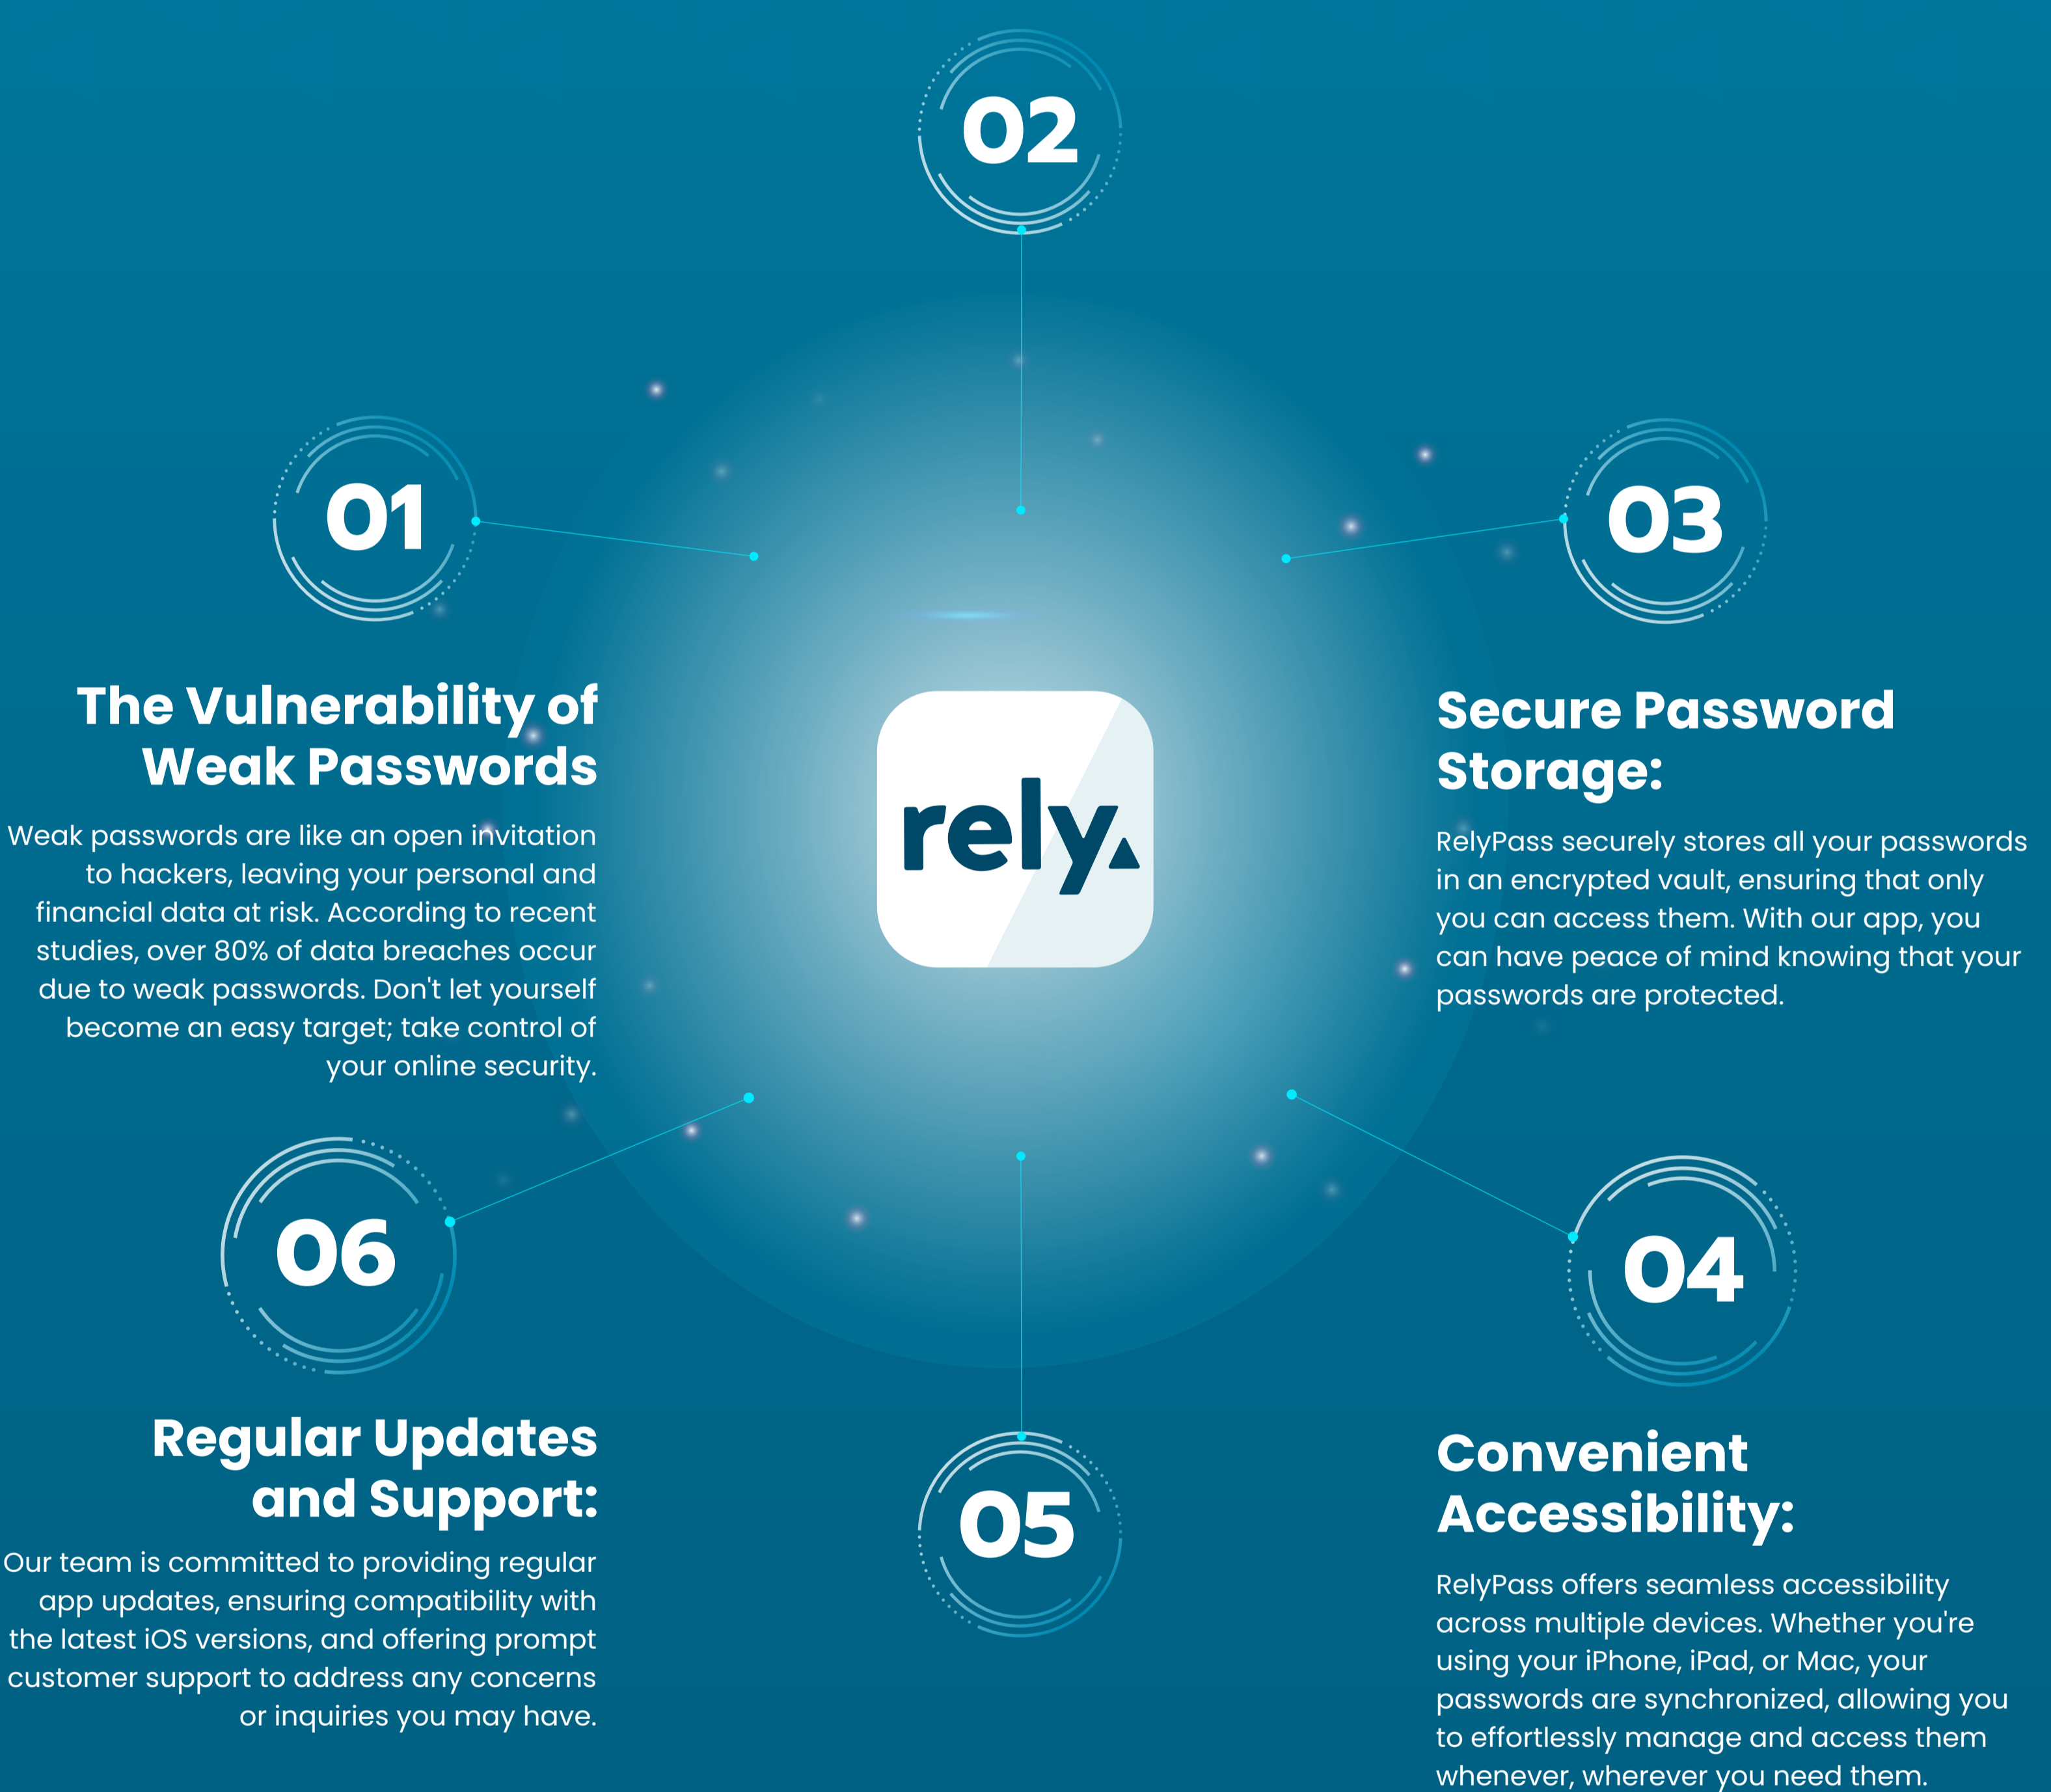 02
01
The Vulnerability of
Weak Passwords
Weak passwords are like an open invitation
to hackers, leaving your personal and
financial data at risk. According to recent
studies, over 80% of data breaches occur
due to weak passwords. Don't let yourself
become an easy target; take control of
your online security.
rely.
03
Secure Password
Storage:
RelyPass securely stores all your passwords
in an encrypted vault, ensuring that only
you can access them. With our app, you
can have peace of mind knowing that your
passwords are protected.
06
Regular Updates
and Support:
Our team is committed to providing regular
app updates, ensuring compatibility with
the latest iOS versions, and offering prompt
customer support to address any concerns
or inquiries you may have.
05
04
Convenient
Accessibility:
RelyPass offers seamless accessibility
across multiple devices. Whether you're
using your iPhone, iPad, or Mac, your
passwords are synchronized, allowing you
to effortlessly manage and access them
whenever, wherever you need them.